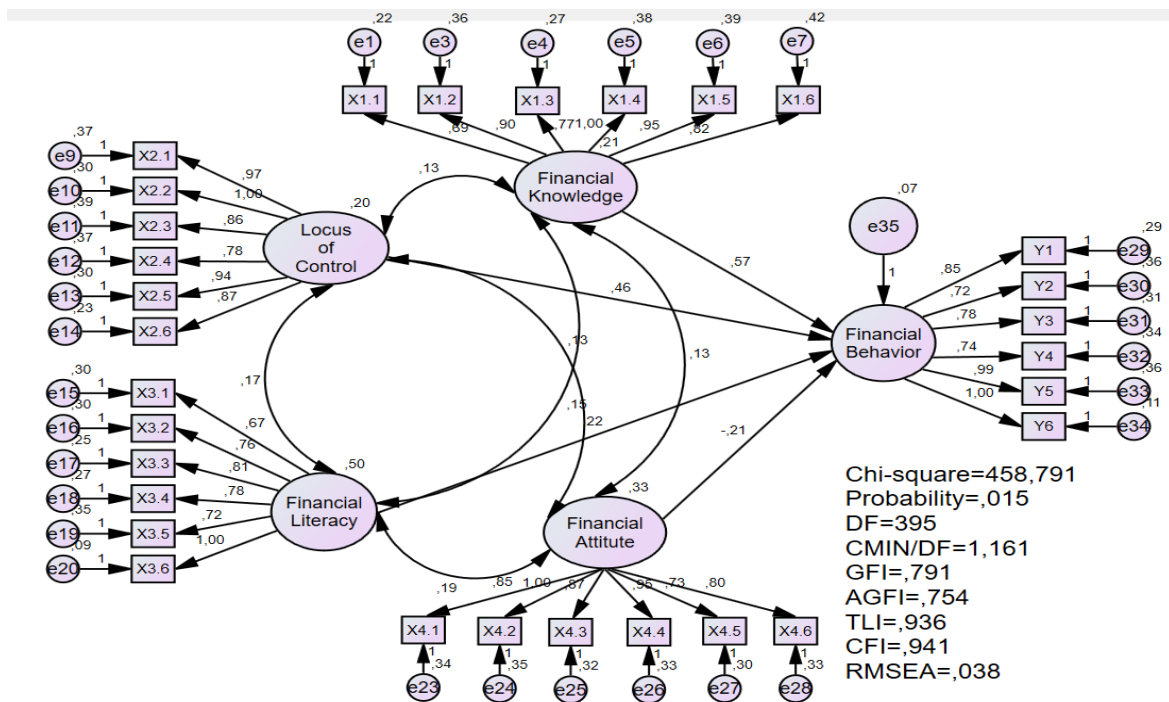 ,22 ,36 ,27 ,38 ,39 ,42
e1 e3 e4 e5 e6 e7
1 1 1 1 1 1
X1.1 X1.2 X1.3 X1.4 X1.5 X1.6
,69 ,90 ,77 1,00 ,95 ,82
,21
Financial
Knowledge
,37
e9 1 X2.1
,30
e10 1 X2.2
,39
e11 1 X2.3
,37
e12 1 X2.4
,30
e13 1 X2.5
,23
e14 1 X2.6
,97
1,00
,86
,78
,94
,87
,20
Locus
of
Control
,13
,07
e35
1
,57
,46
,13
,13
,17
,15
,22
-,21
Financial
Behavior
,85
,72
,78
,74
,99
1,00
,29
Y1 1 e29
,36
Y2 1 e30
,31
Y3 1 e31
,34
Y4 1 e32
,36
Y5 1 e33
,11
Y6 1 e34
,30
e15 1 X3.1
,30
e16 1 X3.2
,25
e17 1 X3.3
,27
e18 1 X3.4
,35
e19 1 X3.5
,09
e20 1 X3.6
,67
,76
,81
,78
,72
1,00
,50
Financial
Literacy
,33
Financial
Attitute
,19
,85 1,00 ,87 ,95 ,73 ,80
X4.1 X4.2 X4.3 X4.4 X4.5 X4.6
1 1 1 1 1 1
,34 ,35 ,32 ,33 ,30 ,33
e23 e24 e25 e26 e27 e28
Chi-square=458,791
Probability=,015
DF=395
CMIN/DF=1,161
GFI=,791
AGFI=,754
TLI=,936
CFI=,941
RMSEA=,038